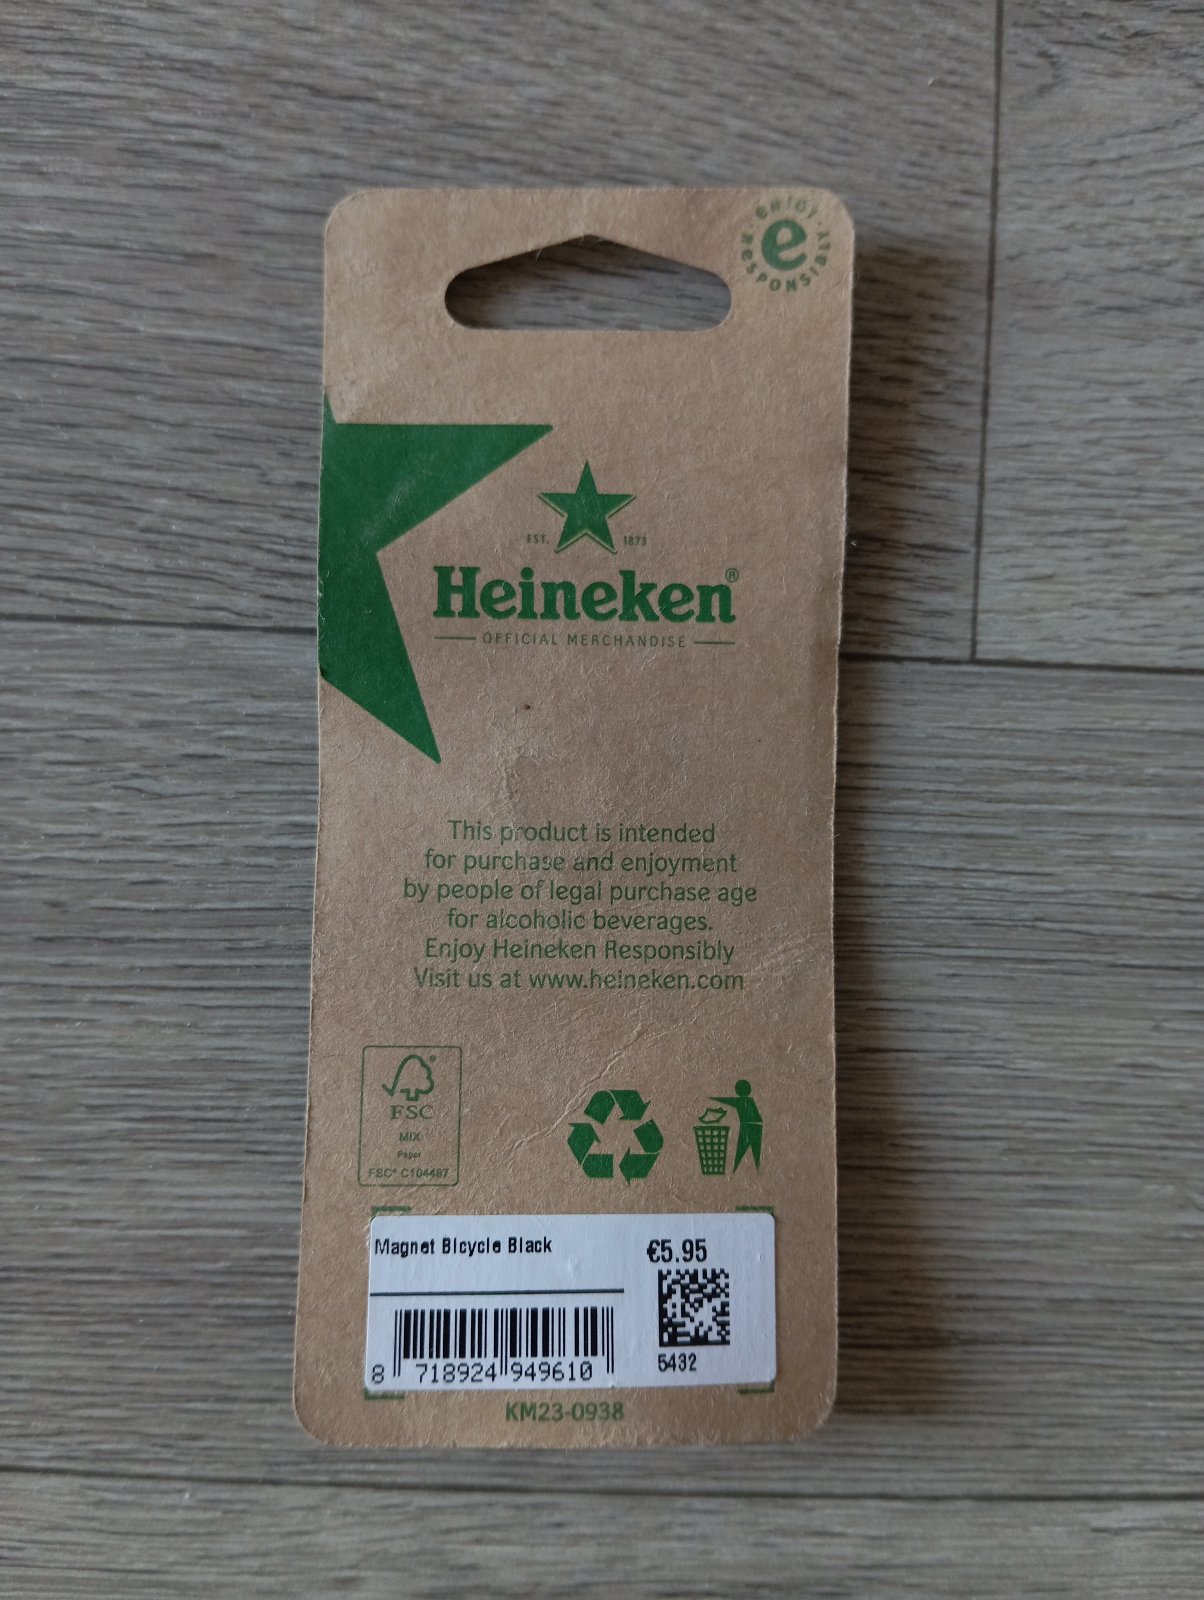 enjoy · responsibly ·
e
EST. 1873
Heineken®
OFFICIAL MERCHANDISE
This product is intended
for purchase and enjoyment
by people of legal purchase age
for alcoholic beverages.
Enjoy Heineken Responsibly
Visit us at www.heineken.com
FSC
MIX
Paper
FSC® C104487
Magnet Bicycle Black
€5.95
8 718924 949610
5432
KM23-0938